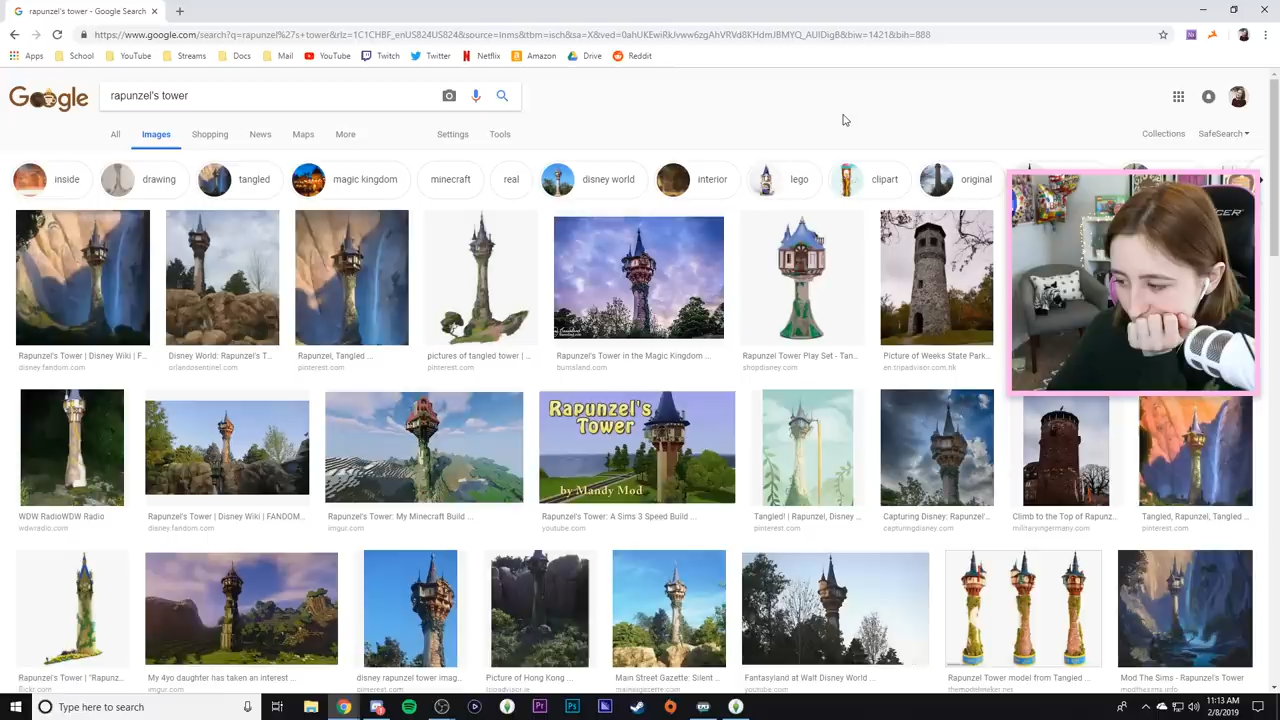 rapunzel's tower - Google Search
https://www.google.com/search?q=rapunzel%27s+tower&rlz=1C1CHBF_enUS824US824&source=lnms&tbm=isch&sa=X&ved=0ahUKEwiRkJvww6zgAhVRVRd8KHdmJBMYQ_AUIDigB&biw=1421&bih=888
Apps School YouTube Streams Docs Mail YouTube Twitch Twitter Netflix Amazon Drive Reddit
Google rapunzel's tower
All Images Shopping News Maps More Settings Tools Collections SafeSearch
inside drawing tangled magic kingdom minecraft real disney world interior lego clipart original
Rapunzel's Tower | Disney Wiki | F... Disney World: Rapunzel's T... Rapunzel, Tangled ... pictures of tangled tower | ... Rapunzel's Tower in the Magic Kingdom ... Rapunzel Tower Play Set - Tan... Picture of Weeks State Park...
disney.fandom.com orlandosentinel.com pinterest.com pinterest.com burnsland.com shopdisney.com en.tripadvisor.com.hk
Rapunzel's
Tower
by Mandy Mod
WDW RadioWDW Radio Rapunzel's Tower | Disney Wiki | FANDOM... Rapunzel's Tower: My Minecraft Build ... Rapunzel's Tower: A Sims 3 Speed Build ... Tangled! | Rapunzel, Disney ... Capturing Disney: Rapunzel'... Climb to the Top of Rapunz... Tangled, Rapunzel, Tangled ...
wdwradio.com disney.fandom.com imgur.com youtube.com pinterest.com capturingdisney.com militaryingermany.com pinterest.com
Rapunzel's Tower | "Rapunz... My 4yo daughter has taken an interest ... disney rapunzel tower imag... Picture of Hong Kong ... Main Street Gazette: Silent ... Fantasyland at Walt Disney World ... Rapunzel Tower model from Tangled ... Mod The Sims - Rapunzel's Tower
flickr.com imgur.com pinterest.com youtube.com
Type here to search
11:13 AM
2/8/2019